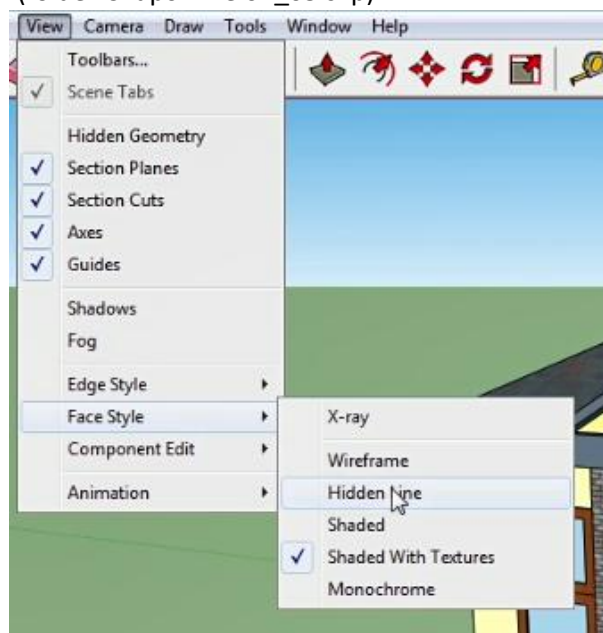 View Camera Draw Tools Window Help
Toolbars...
Scene Tabs
Hidden Geometry
Section Planes
Section Cuts
Axes
Guides
Shadows
Fog
Edge Style
Face Style
Component Edit
Animation
X-ray
Wireframe
Hidden Line
Shaded
Shaded With Textures
Monochrome